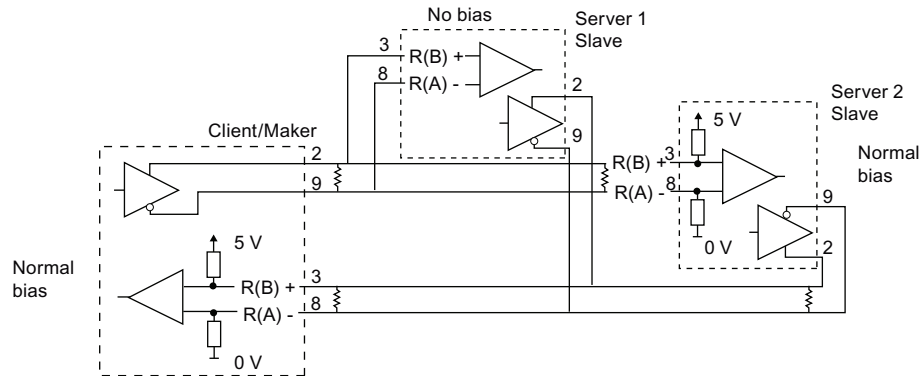 No bias
Server 1
Slave
3
R(B) +
8
R(A) -
2
9
Server 2
Slave
5 V
Client/Maker
2
9
R(B) +
3
R(A) -
8
Normal
bias
9
0 V
2
5 V
Normal
bias
R(B) +
3
R(A) -
8
0 V